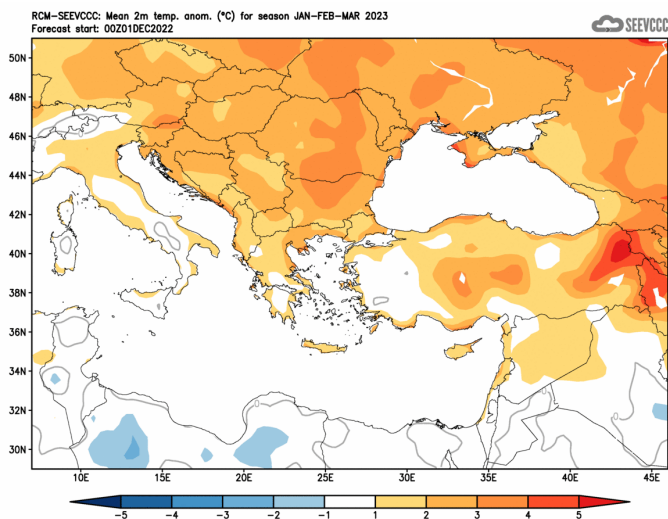 RCM-SEEVCCC: Mean 2m temp. anom. (°C) for season JAN-FEB-MAR 2023
Forecast start: 00Z01DEC2022
SEEVCCC
50N
48N
46N
44N
42N
40N
38N
36N
34N
32N
30N
10E 15E 20E 25E 30E 35E 40E 45E
-5 -4 -3 -2 -1 1 2 3 4 5